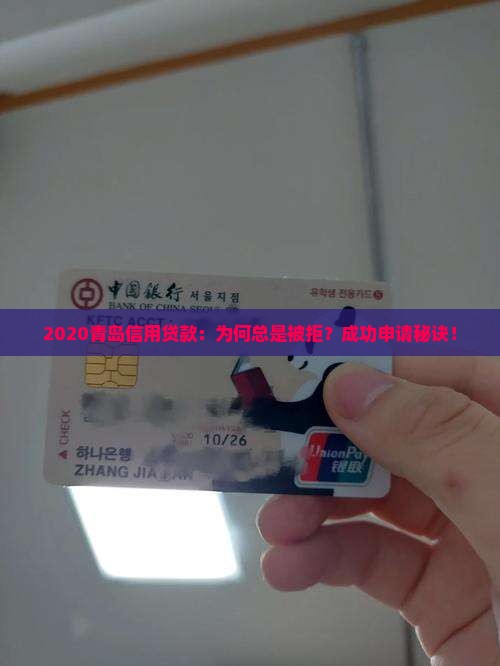 中国银行 서울지점
유학생 전용카드
BANK OF CHINA SEOUL
KFTC ACCT :
2020青岛信用贷款：为何总是被拒？成功申请秘诀！
CHECK
10/26
하나은행
ZHANG JIA
UnionPay
银联